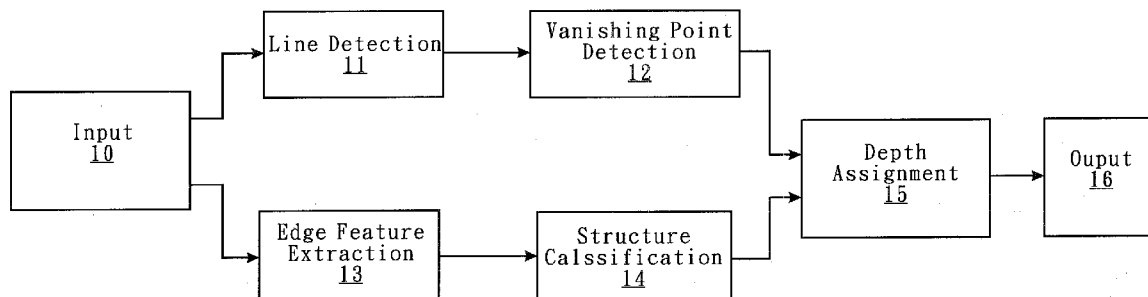 Input
10
Line Detection
11
Vanishing Point
Detection
12
Edge Feature
Extraction
13
Structure
Calssification
14
Depth
Assignment
15
Ouput
16